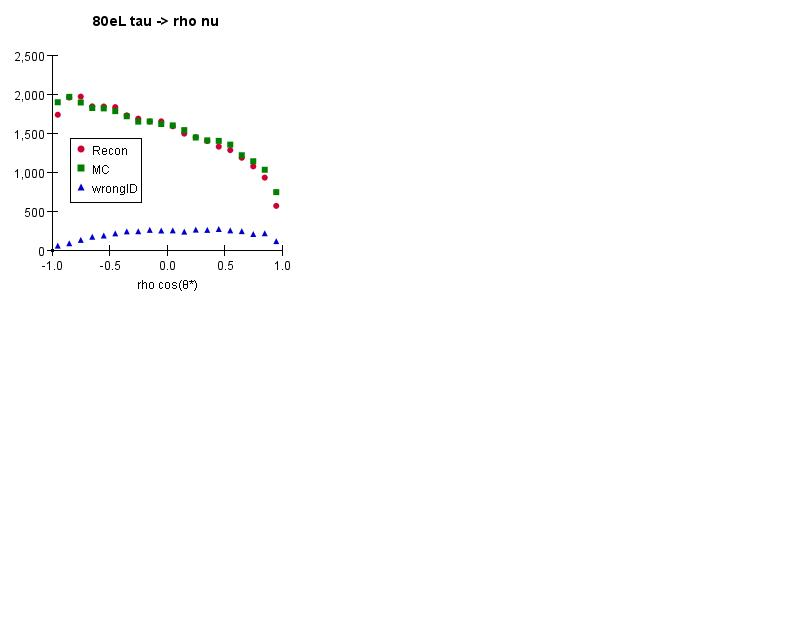 80eL tau -> rho nu
2,500
2,000
1,500
1,000
500
0
Recon
MC
wrongID
-1.0 -0.5 0.0 0.5 1.0
rho cos(θ*)